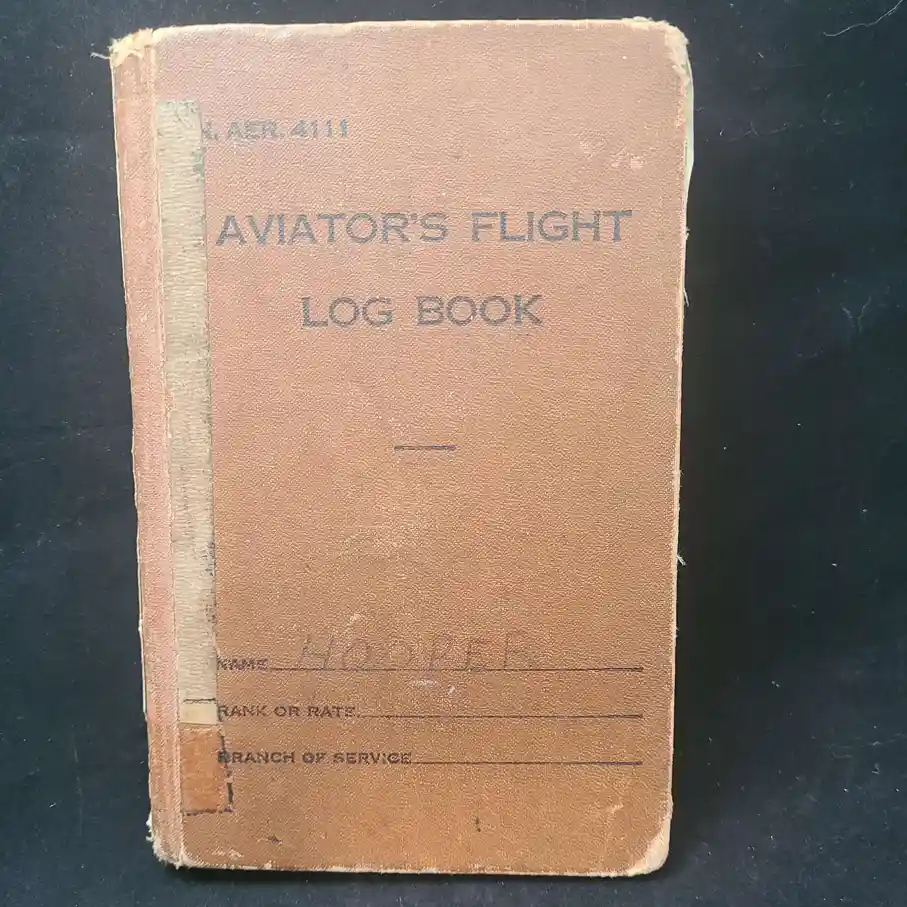 N. AER. 4111
AVIATOR'S FLIGHT
LOG BOOK
NAME HOOPER
RANK OR RATE
BRANCH OF SERVICE